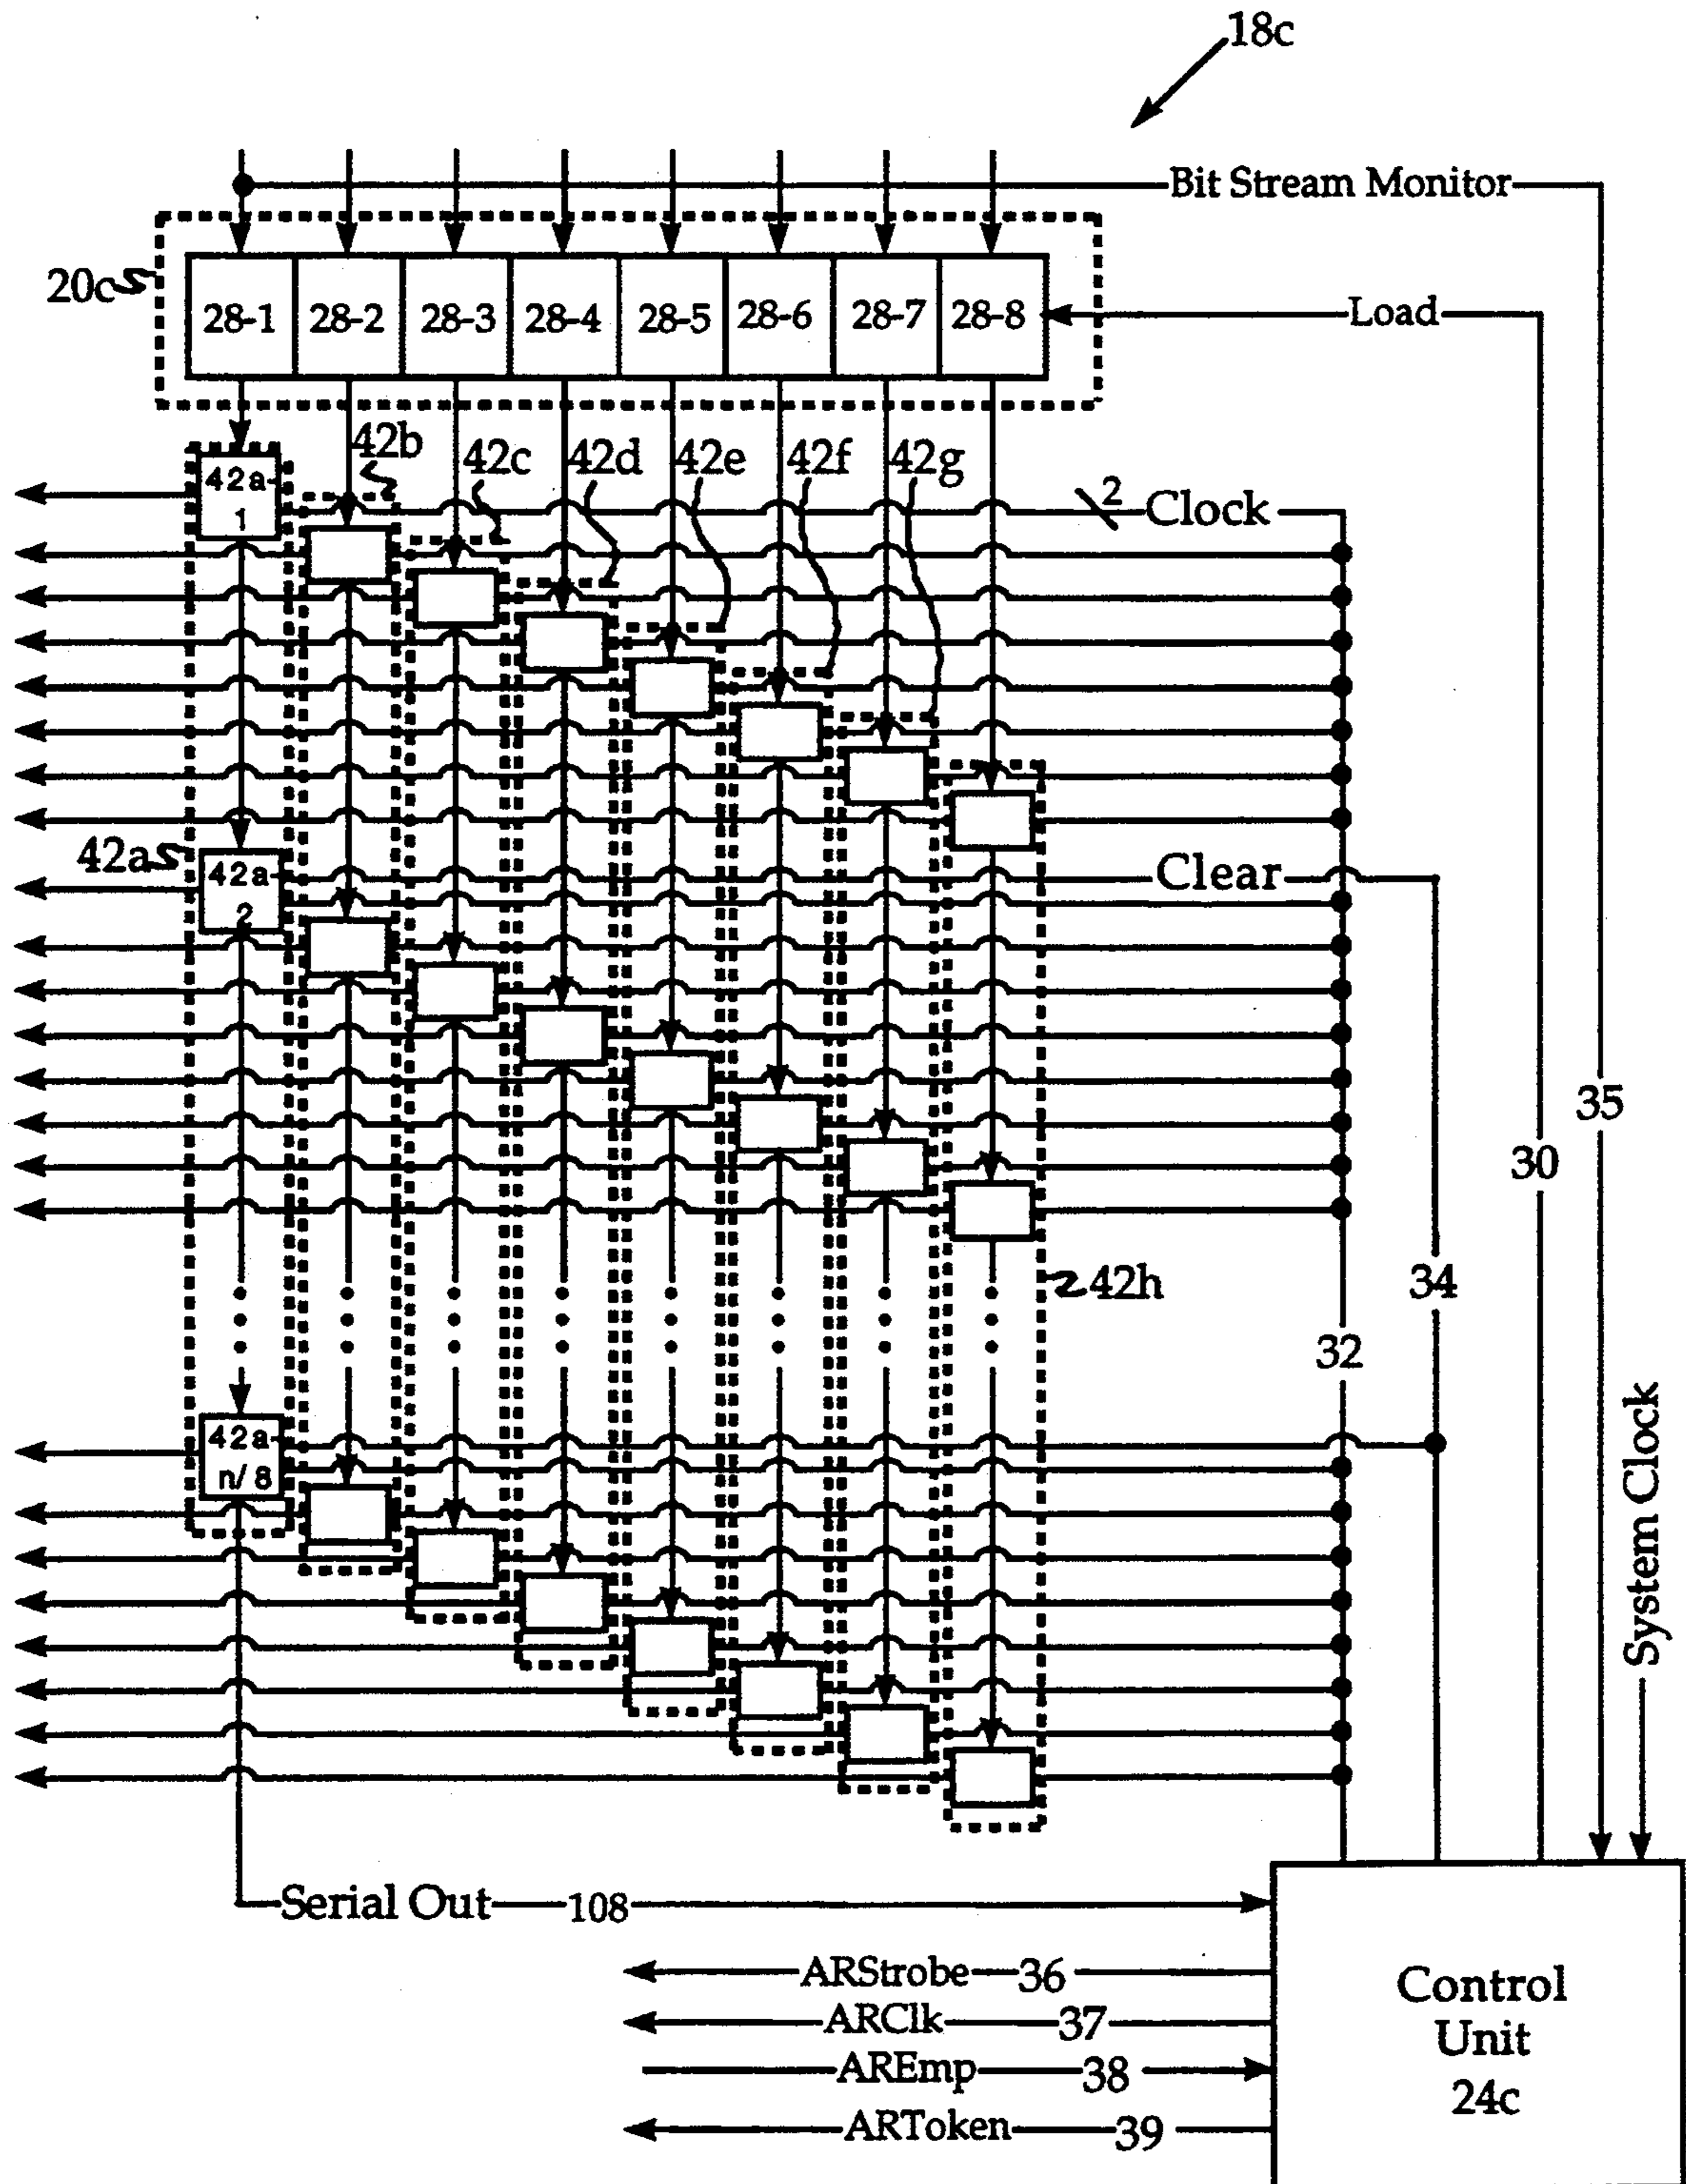 18c
Bit Stream Monitor
20c
28-1 28-2 28-3 28-4 28-5 28-6 28-7 28-8
Load
42b
42c
42d
42e
42f
42g
42a-
1
2
Clock
42a
42a-
2
Clear
35
30
42h
34
32
42a-
n/8
System Clock
Serial Out
108
ARStrobe 36
ARClk 37
AREmp 38
ARToken 39
Control
Unit
24c